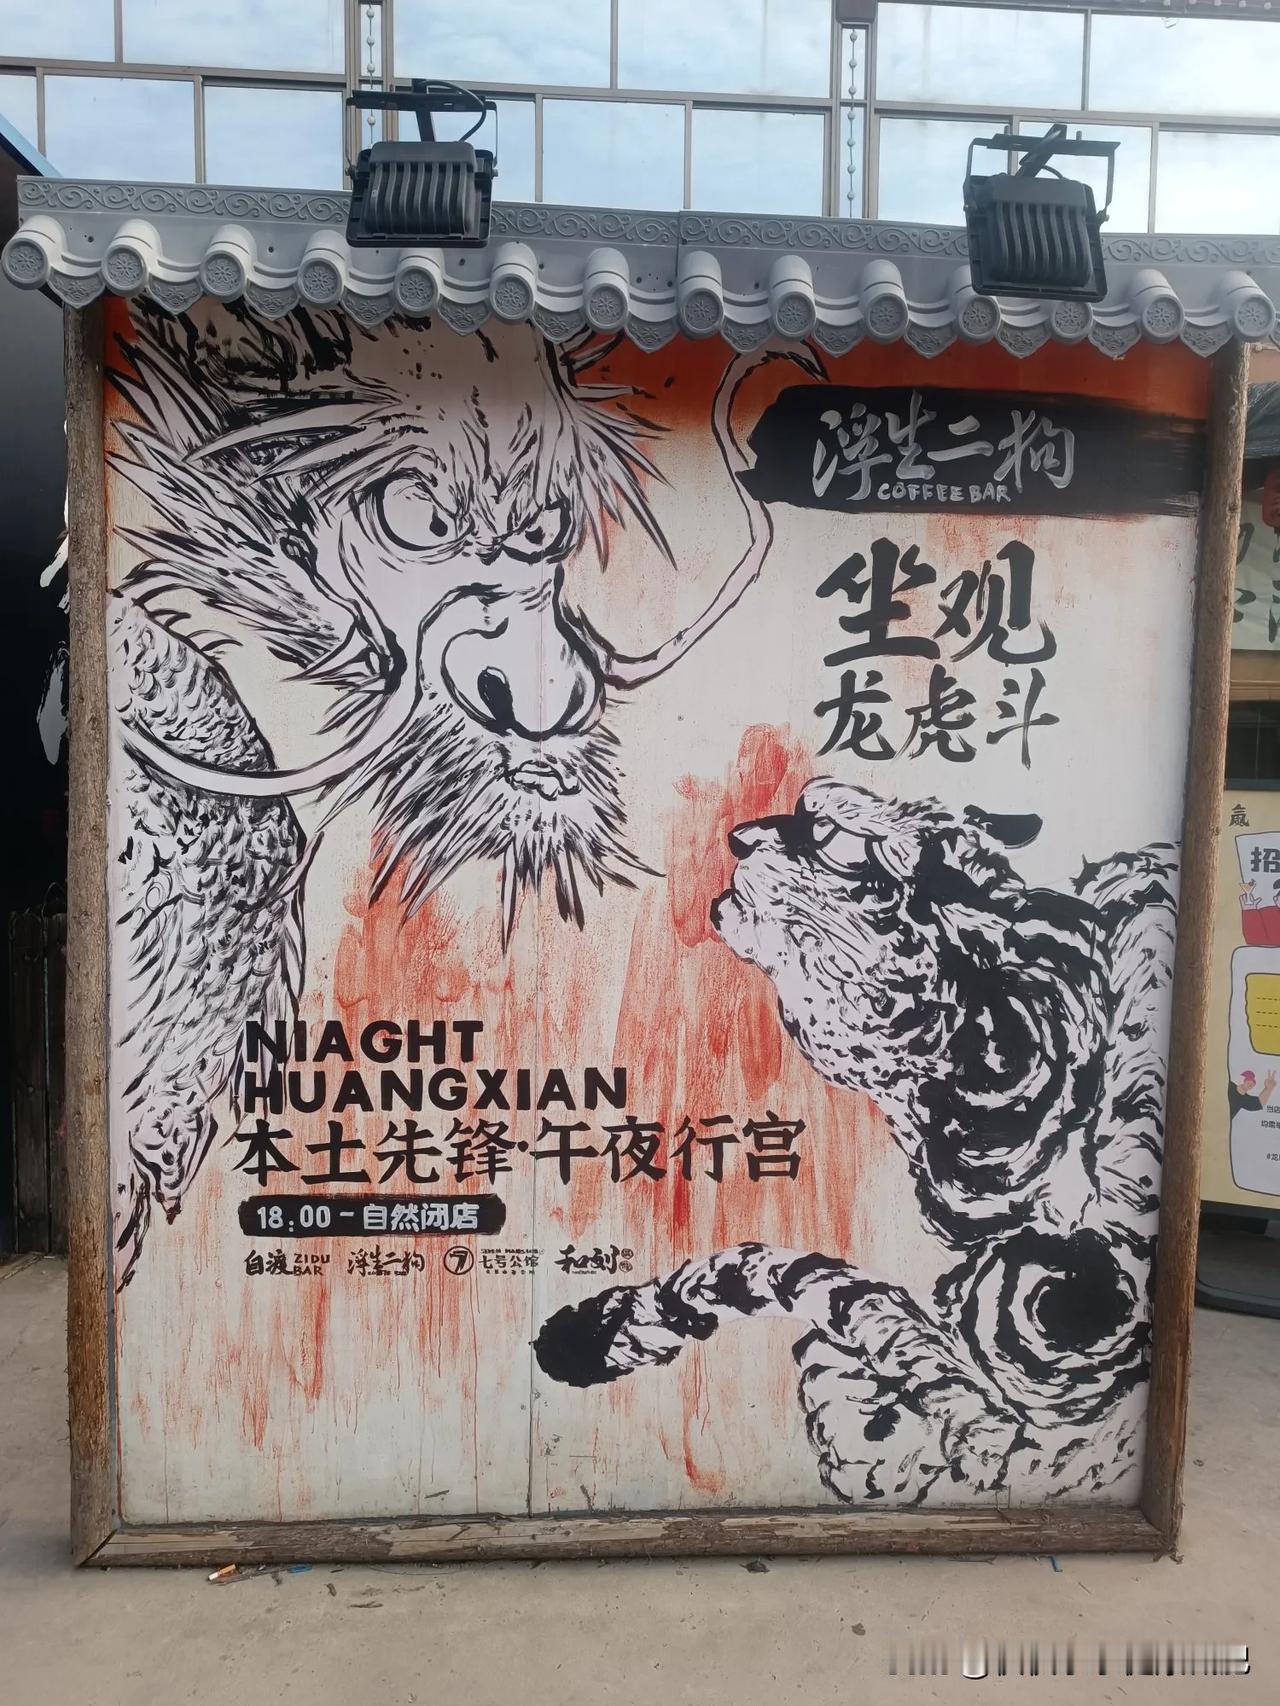 浮生二狗
COFFEE BAR
坐观
龙虎斗
NIAGHT
HUANGXIAN
本土先锋·午夜行宫
18:00-自然闭店
自渡 ZIDU BAR 浮生二狗 7 七号公馆 和刻
招